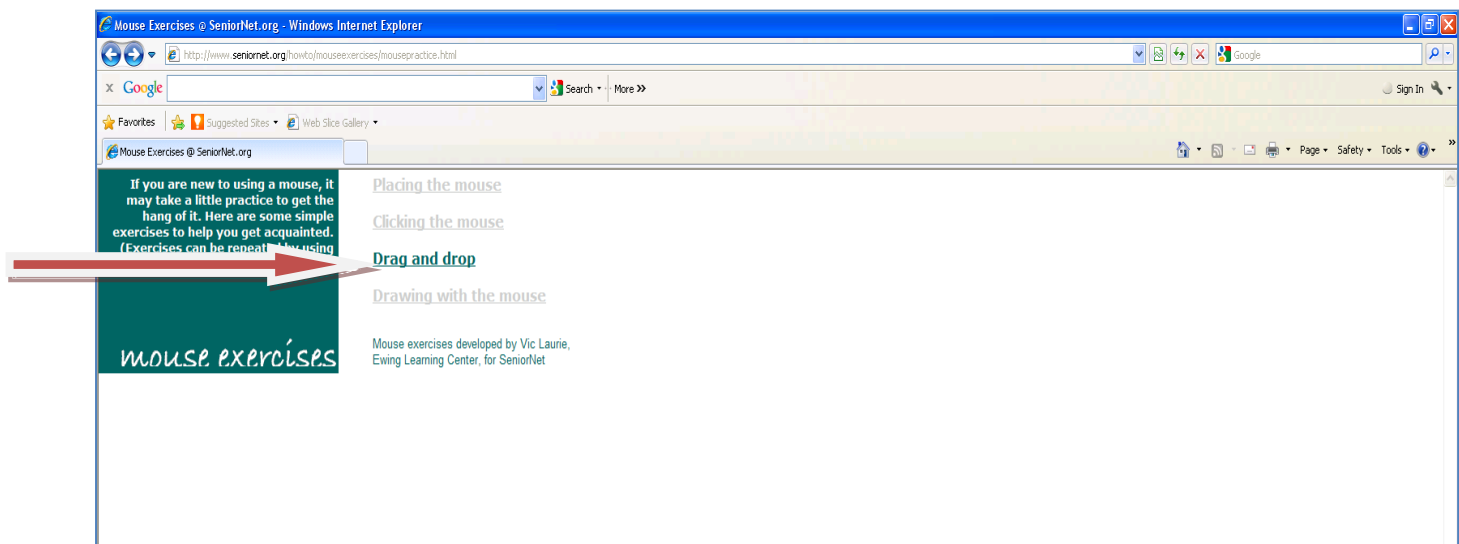 Mouse Exercises @ SeniorNet.org - Windows Internet Explorer
http://www.seniornet.org/howto/mouseexercises/mousepractice.html
Google
x Google
Search
More »
Sign In
Favorites
Suggested Sites
Web Slice Gallery
Mouse Exercises @ SeniorNet.org
Page
Safety
Tools
»
If you are new to using a mouse, it
may take a little practice to get the
hang of it. Here are some simple
exercises to help you get acquainted.
(Exercises can be repeated by using
mouse exercises
Placing the mouse
Clicking the mouse
Drag and drop
Drawing with the mouse
Mouse exercises developed by Vic Laurie,
Ewing Learning Center, for SeniorNet